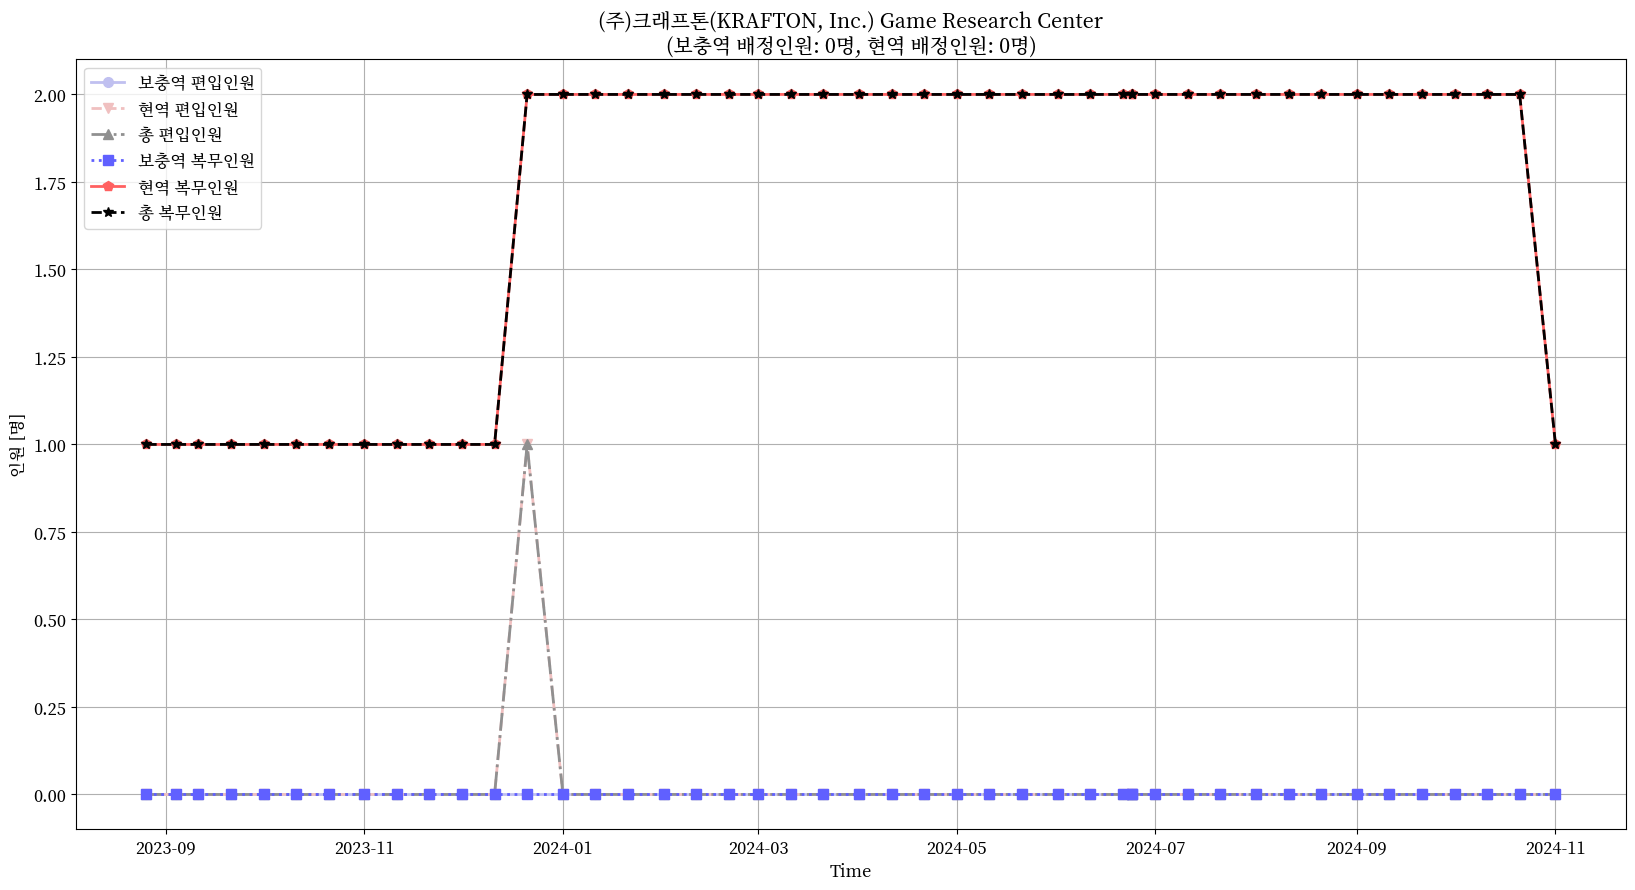 (주)크래프톤(KRAFTON, Inc.) Game Research Center
(보충역 배정인원: 0명, 현역 배정인원: 0명)
보충역 편입인원
현역 편입인원
총 편입인원
보충역 복무인원
현역 복무인원
총 복무인원
2.00
1.75
1.50
1.25
1.00
0.75
0.50
0.25
0.00
인원 [명]
2023-09 2023-11 2024-01 2024-03 2024-05 2024-07 2024-09 2024-11
Time